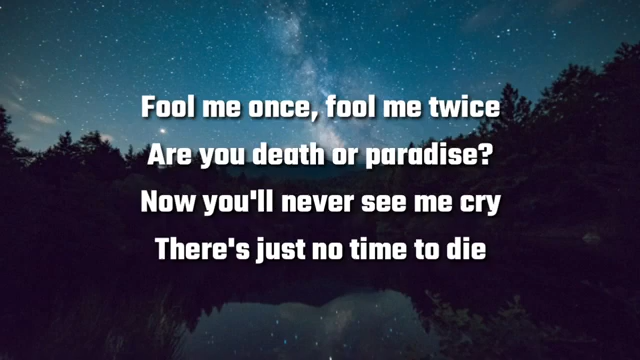 Fool me once, fool me twice
Are you death or paradise?
Now you'll never see me cry
There's just no time to die